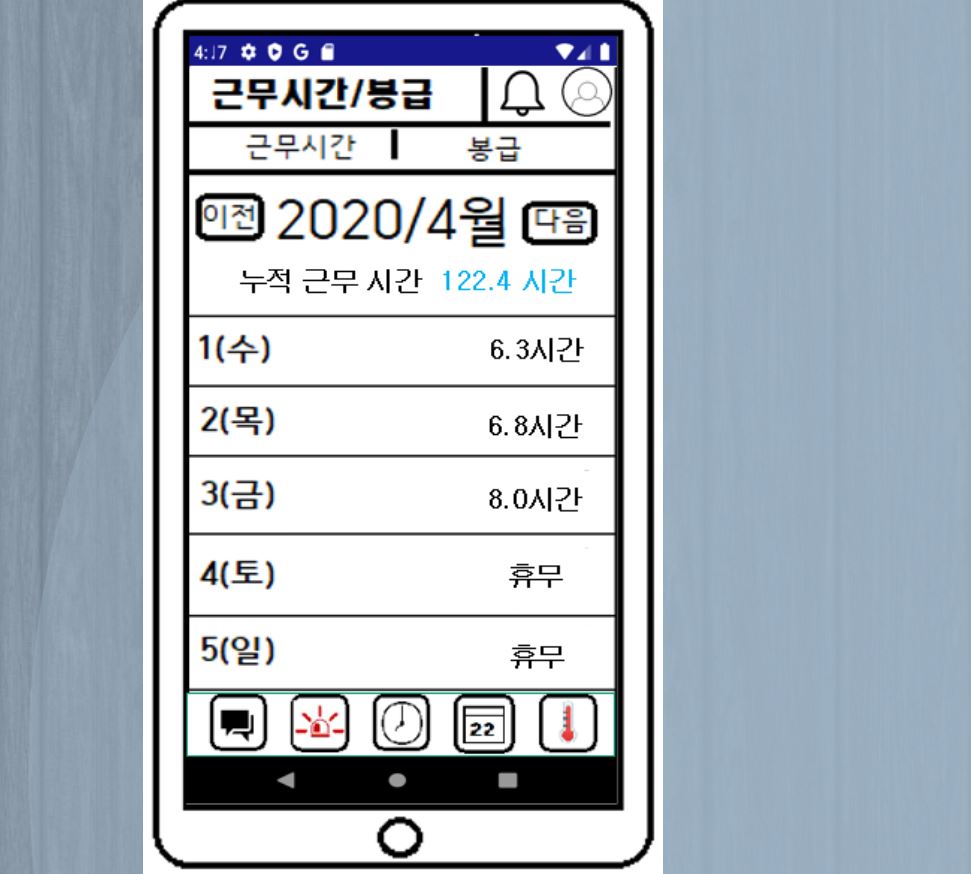 4:17 G
근무시간/봉급
근무시간 봉급
이전 2020/4월 다음
누적 근무 시간 122.4 시간
1(수) 6.3시간
2(목) 6.8시간
3(금) 8.0시간
4(토) 휴무
5(일) 휴무
22